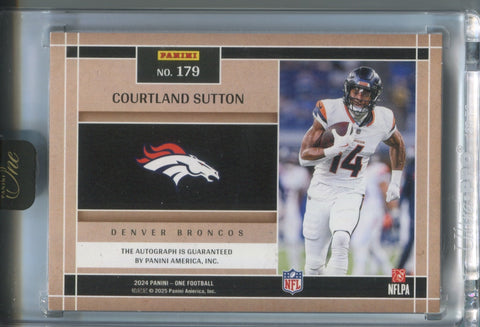 PANINI
NO. 179
COURTLAND SUTTON
14
DENVER BRONCOS
THE AUTOGRAPH IS GUARANTEED
BY PANINI AMERICA, INC.
2024 PANINI – ONE FOOTBALL
© 2025 Panini America, Inc.
NFL
NFLPA
PANINI
One